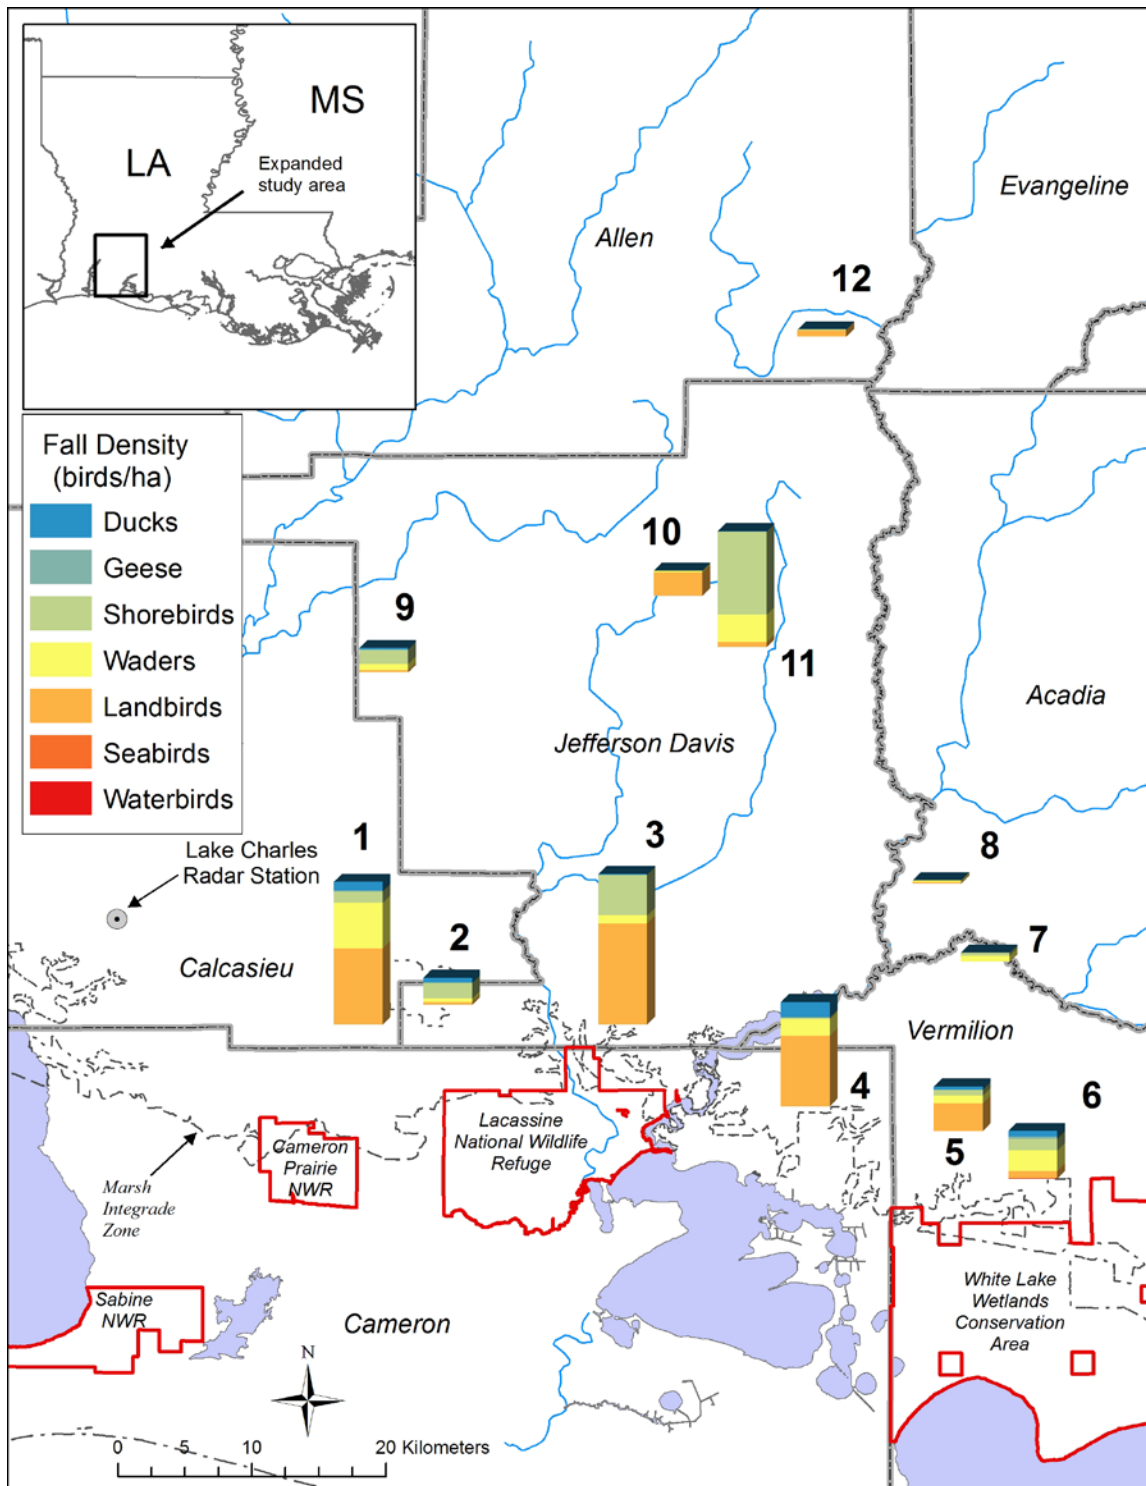 MS
LA
Expanded
study area
Evangeline
Allen
12
Fall Density
(birds/ha)
Ducks
Geese
Shorebirds
Waders
Landbirds
Seabirds
Waterbirds
10
9
11
Acadia
Jefferson Davis
1
3
8
Lake Charles
Radar Station
2
7
Calcasieu
Vermilion
4
6
5
Lacassine
National Wildlife
Refuge
Cameron
Prairie
NWR
Marsh
Integrade
Zone
White Lake
Wetlands
Conservation
Area
Sabine
NWR
Cameron
N
0 5 10 20 Kilometers